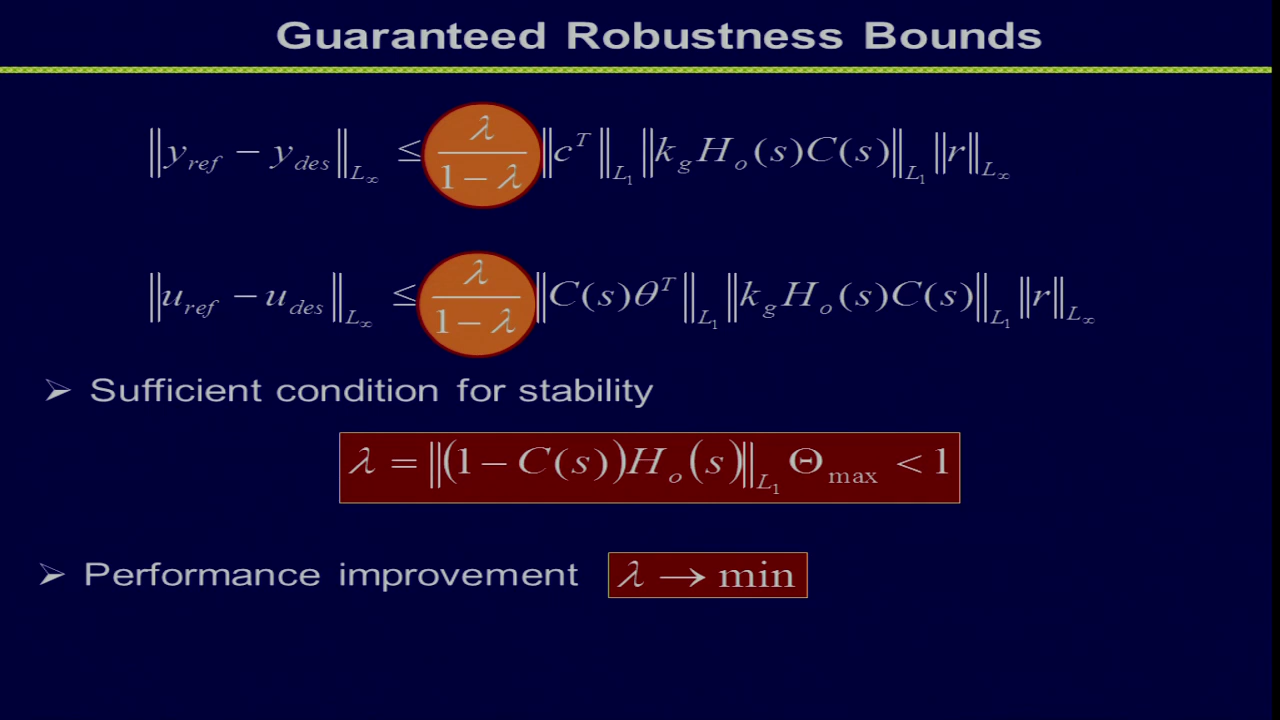 Guaranteed Robustness Bounds
‖y_ref − y_des‖_L∞ ≤ λ/(1 − λ) ‖c^T‖_L₁ ‖k_g H_o(s)C(s)‖_L₁ ‖r‖_L∞
‖u_ref − u_des‖_L∞ ≤ λ/(1 − λ) ‖C(s)θ^T‖_L₁ ‖k_g H_o(s)C(s)‖_L₁ ‖r‖_L∞
➢ Sufficient condition for stability
λ = ‖(1 − C(s))H_o(s)‖_L₁ Θ_max < 1
➢ Performance improvement λ → min